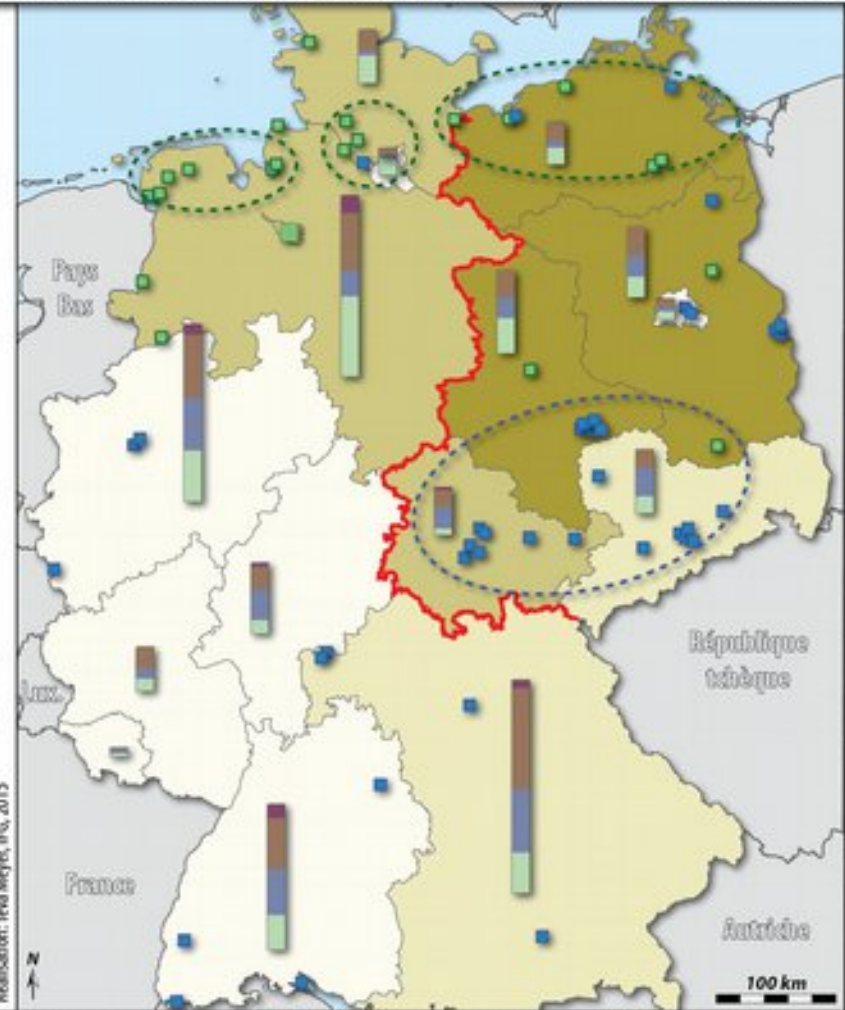 Pays
Bas
République
tchèque
Lux.
France
Autriche
N
100 km